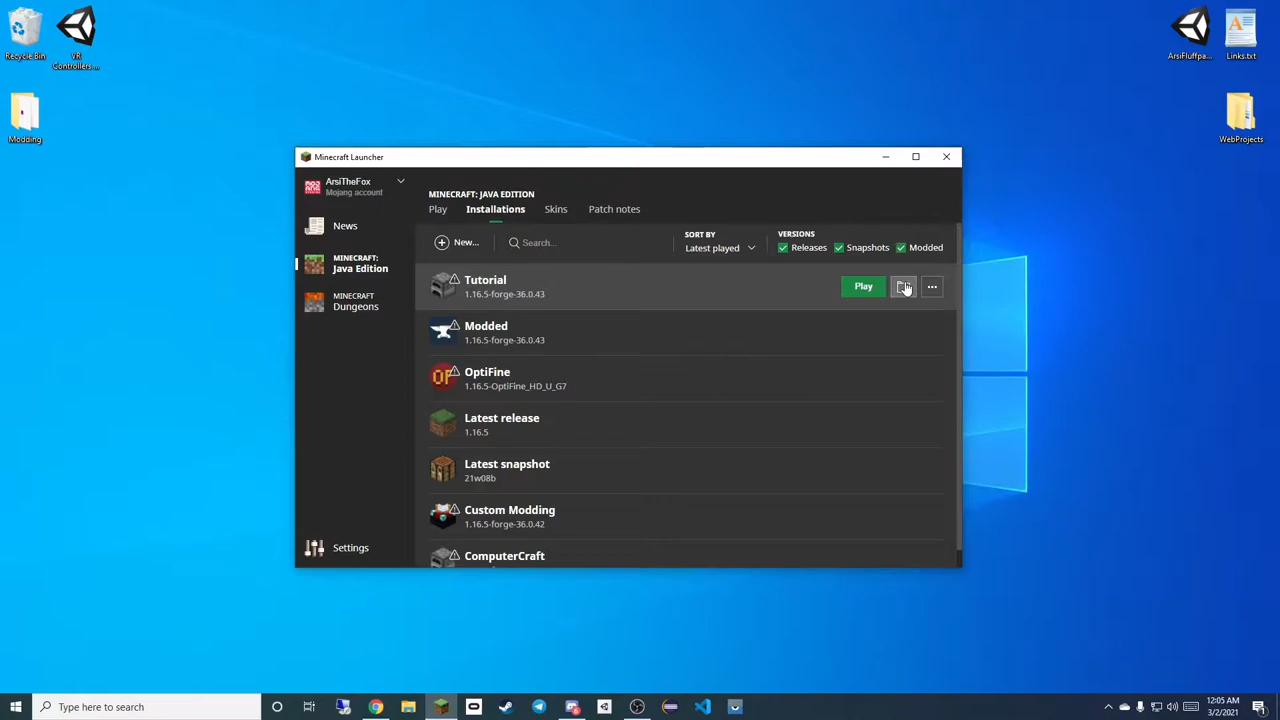 Recycle Bin
VR
Controllers ...
Modding
ArsiFluffpa...
Links.txt
WebProjects
Minecraft Launcher
ArsiTheFox
Mojang account
News
MINECRAFT:
Java Edition
MINECRAFT
Dungeons
Settings
MINECRAFT: JAVA EDITION
Play
Installations
Skins
Patch notes
New...
Search...
SORT BY
Latest played
VERSIONS
Releases
Snapshots
Modded
Tutorial
1.16.5-forge-36.0.43
Play
Modded
1.16.5-forge-36.0.43
OF
OptiFine
1.16.5-OptiFine_HD_U_G7
Latest release
1.16.5
Latest snapshot
21w08b
Custom Modding
1.16.5-forge-36.0.42
ComputerCraft
Type here to search
12:05 AM
3/2/2021